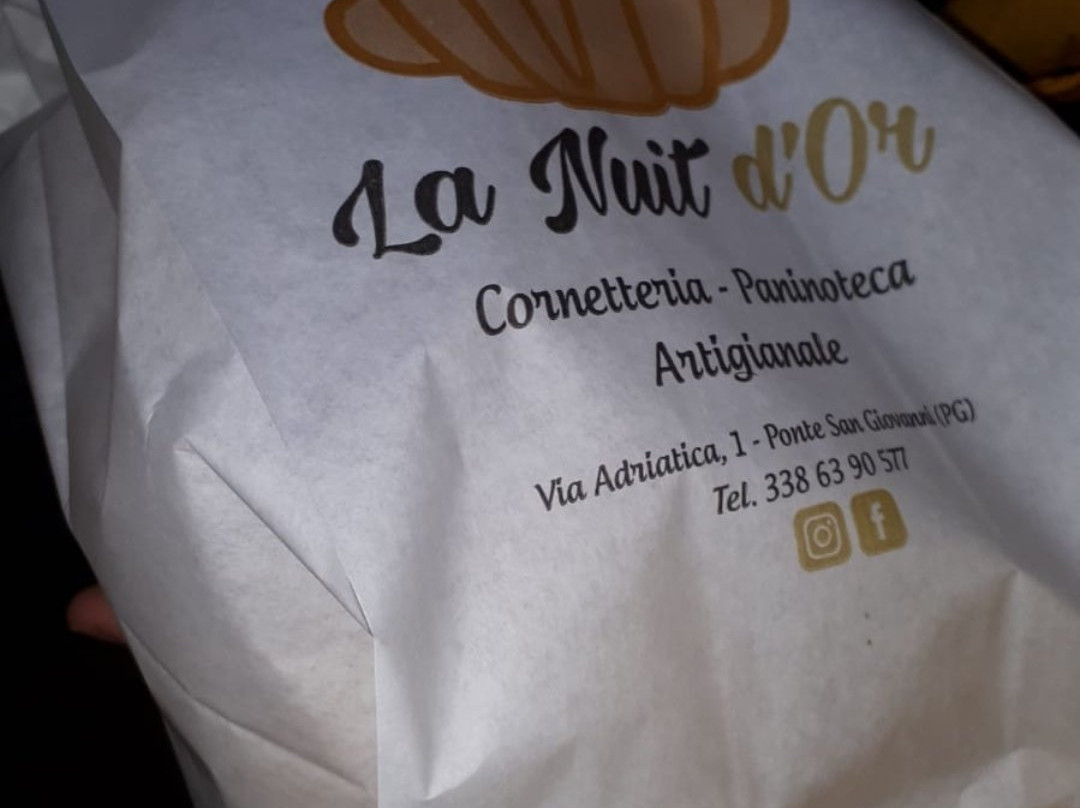 La Nuit d'Or
Cornetteria - Paninoteca
Artigianale
Via Adriatica, 1 - Ponte San Giovanni (PG)
Tel. 338 63 90 577